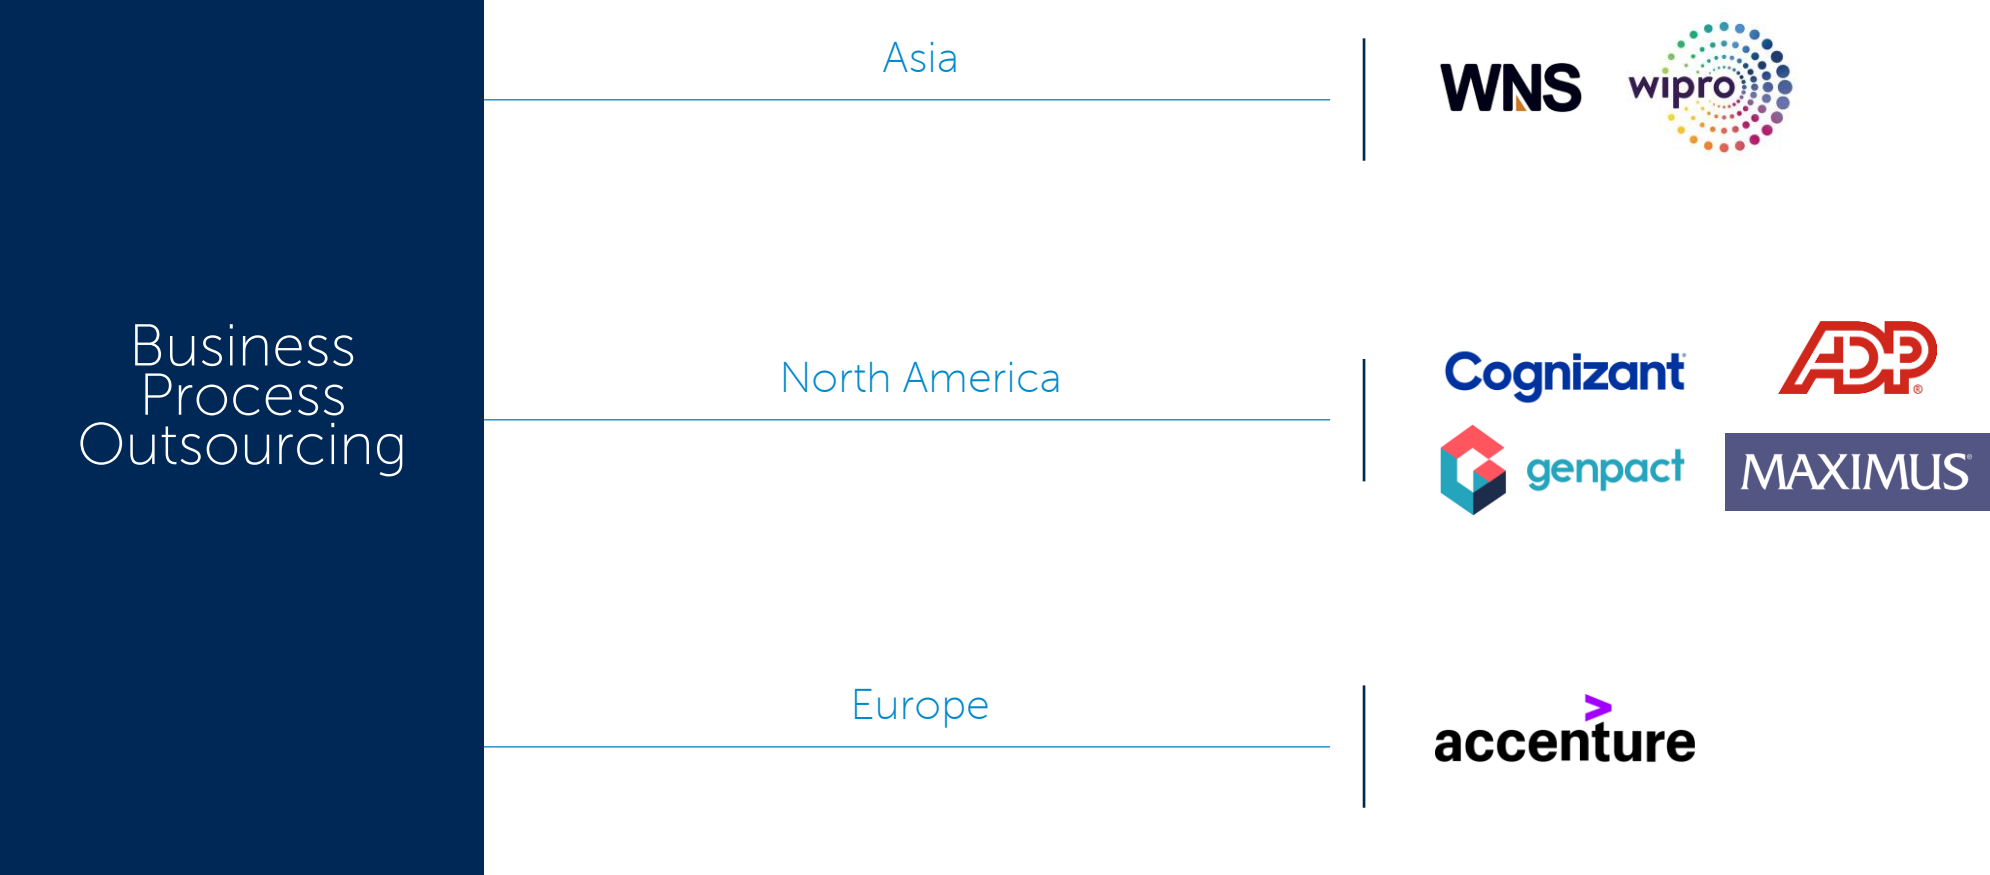 Business
Process
Outsourcing
Asia
WNS
wipro
North America
Cognizant®
ADP®
genpact
MAXIMUS®
Europe
accenture